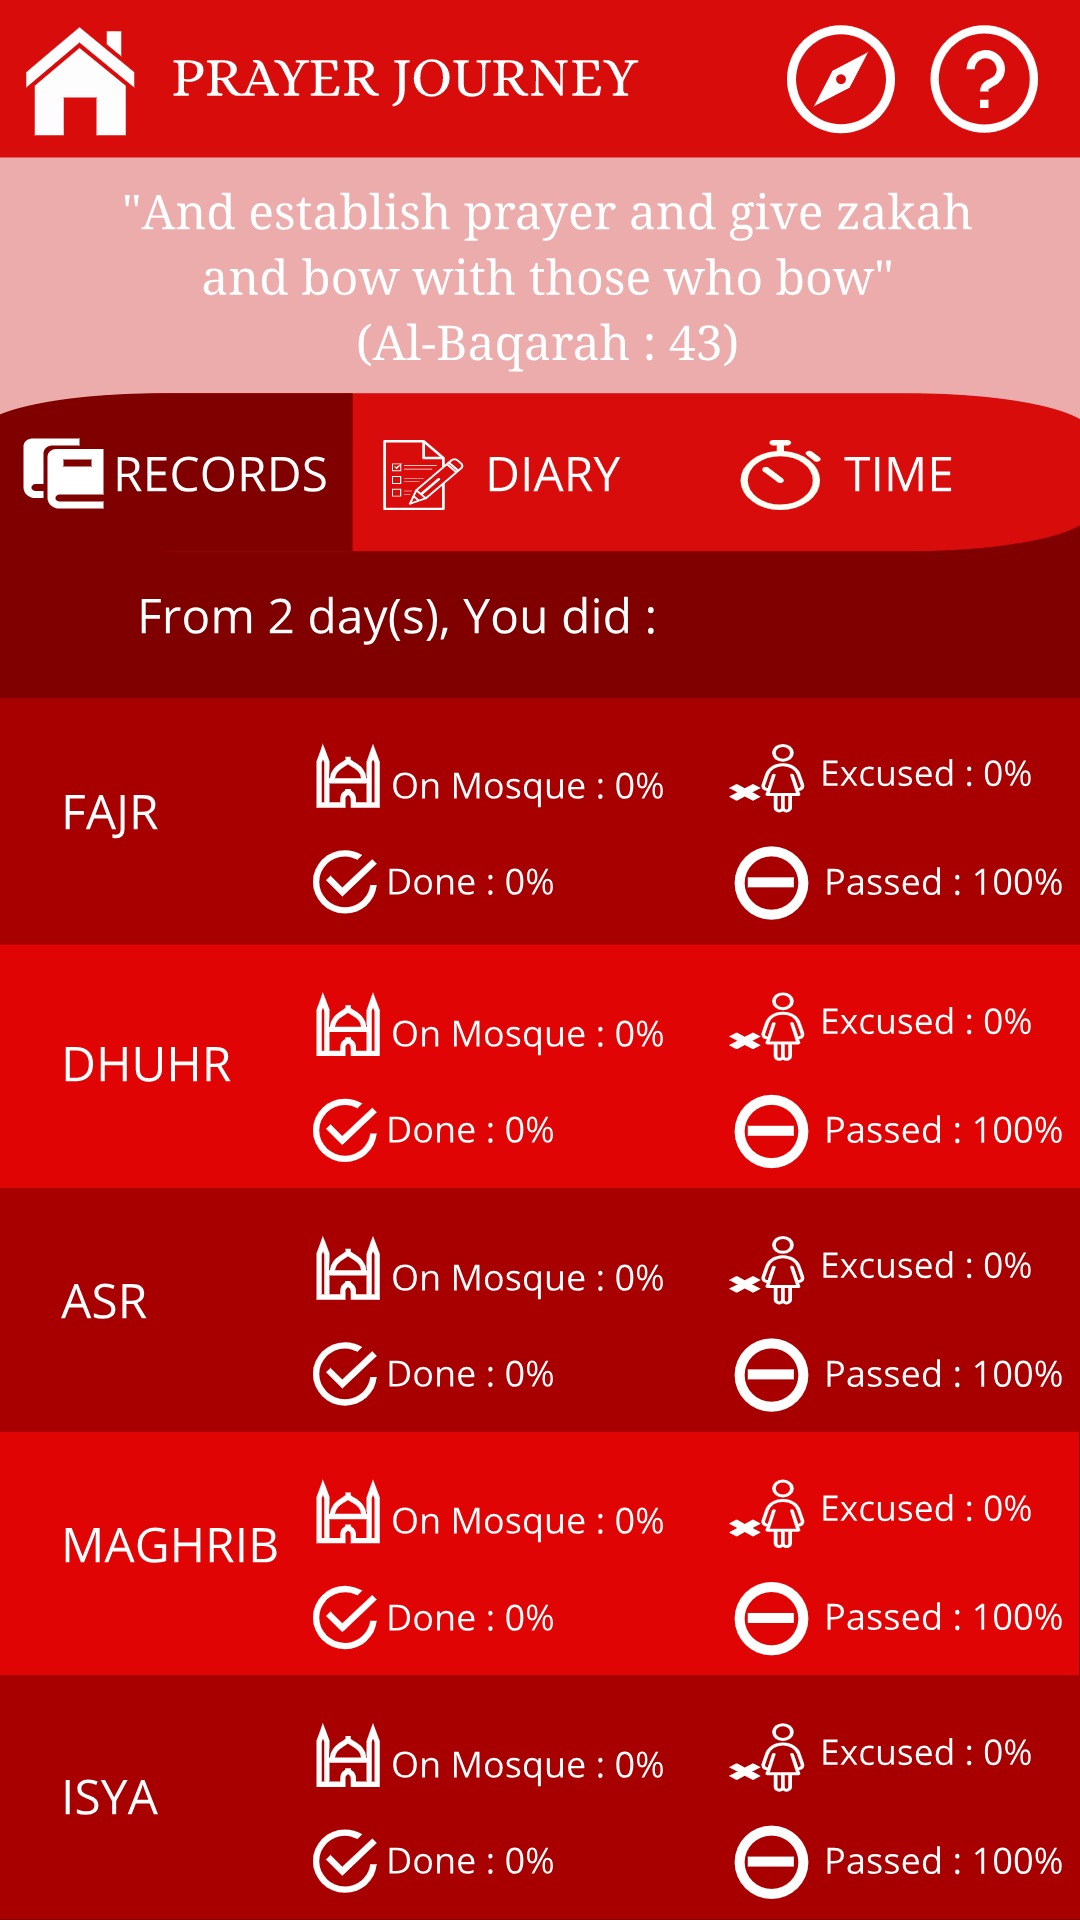 PRAYER JOURNEY
"And establish prayer and give zakah
and bow with those who bow"
(Al-Baqarah : 43)
RECORDS
DIARY
TIME
From 2 day(s), You did :
FAJR
On Mosque : 0%
Excused : 0%
Done : 0%
Passed : 100%
DHUHR
On Mosque : 0%
Excused : 0%
Done : 0%
Passed : 100%
ASR
On Mosque : 0%
Excused : 0%
Done : 0%
Passed : 100%
MAGHRIB
On Mosque : 0%
Excused : 0%
Done : 0%
Passed : 100%
ISYA
On Mosque : 0%
Excused : 0%
Done : 0%
Passed : 100%